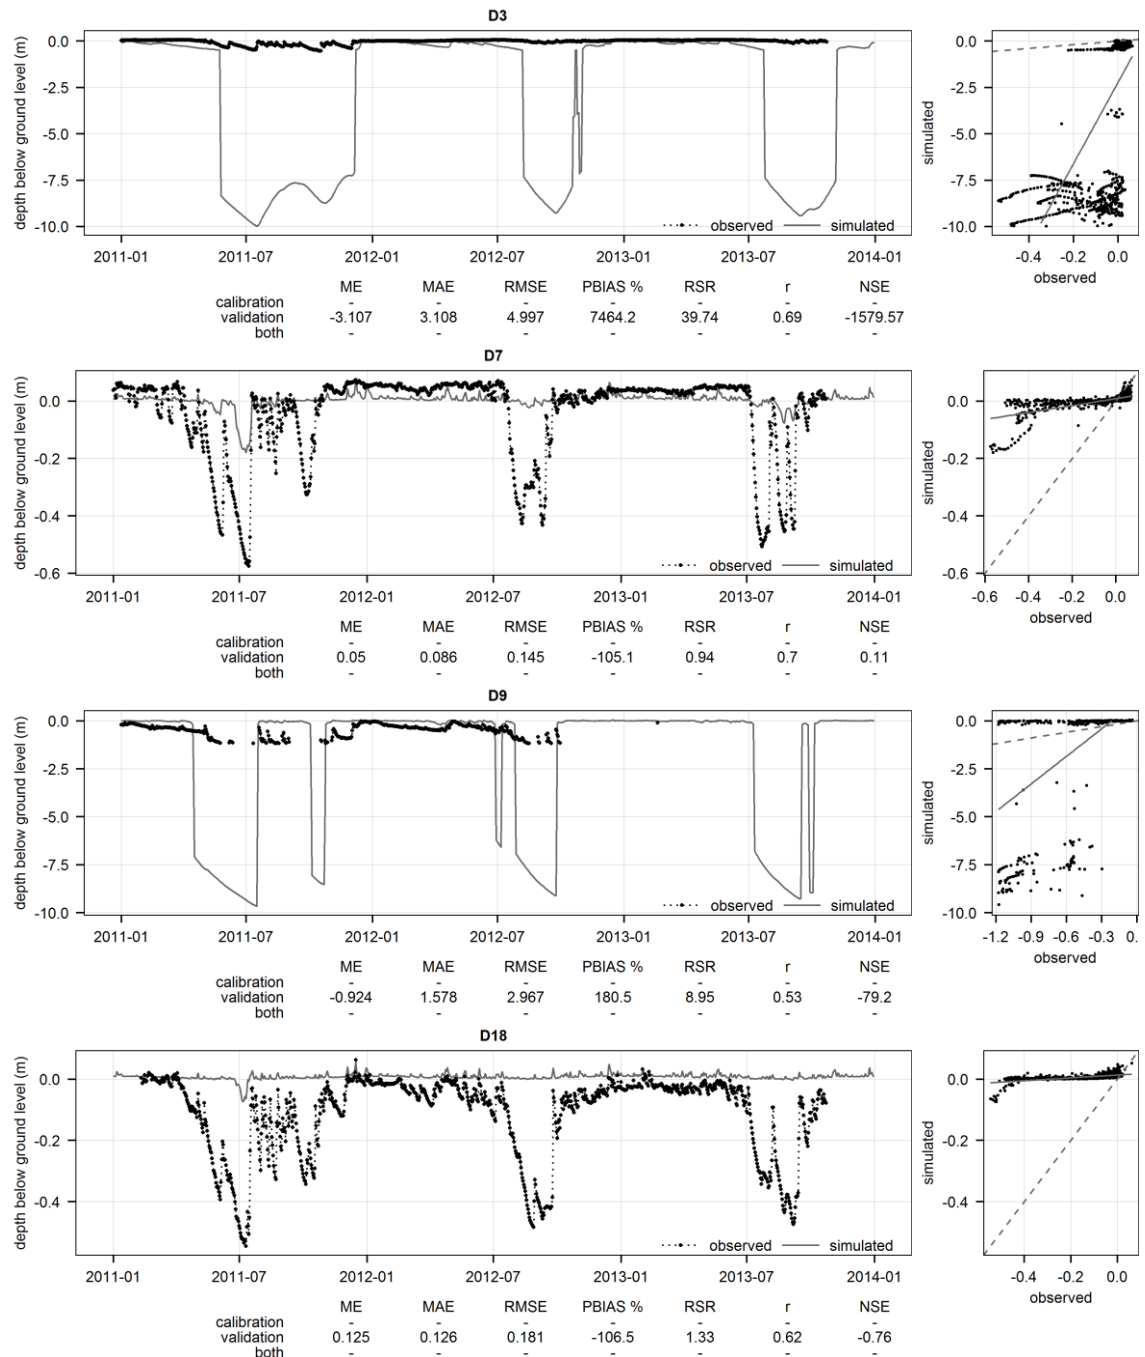 D3
depth below ground level (m)
0.0
-2.5
-5.0
-7.5
-10.0
observed simulated
2011-01 2011-07 2012-01 2012-07 2013-01 2013-07 2014-01
simulated
0.0
-2.5
-5.0
-7.5
-10.0
-0.4 -0.2 0.0
observed
ME MAE RMSE PBIAS % RSR r NSE
calibration - - - - - - -
validation -3.107 3.108 4.997 7464.2 39.74 0.69 -1579.57
both - - - - - - -
D7
depth below ground level (m)
0.0
-0.2
-0.4
-0.6
observed simulated
2011-01 2011-07 2012-01 2012-07 2013-01 2013-07 2014-01
simulated
0.0
-0.2
-0.4
-0.6
-0.6 -0.4 -0.2 0.0
observed
ME MAE RMSE PBIAS % RSR r NSE
calibration - - - - - - -
validation 0.05 0.086 0.145 -105.1 0.94 0.7 0.11
both - - - - - - -
D9
depth below ground level (m)
0.0
-2.5
-5.0
-7.5
-10.0
observed simulated
2011-01 2011-07 2012-01 2012-07 2013-01 2013-07 2014-01
simulated
0.0
-2.5
-5.0
-7.5
-10.0
-1.2 -0.9 -0.6 -0.3 0.
observed
ME MAE RMSE PBIAS % RSR r NSE
calibration - - - - - - -
validation -0.924 1.578 2.967 180.5 8.95 0.53 -79.2
both - - - - - - -
D18
depth below ground level (m)
0.0
-0.2
-0.4
observed simulated
2011-01 2011-07 2012-01 2012-07 2013-01 2013-07 2014-01
simulated
0.0
-0.2
-0.4
-0.4 -0.2 0.0
observed
ME MAE RMSE PBIAS % RSR r NSE
calibration - - - - - - -
validation 0.125 0.126 0.181 -106.5 1.33 0.62 -0.76
both - - - - - - -